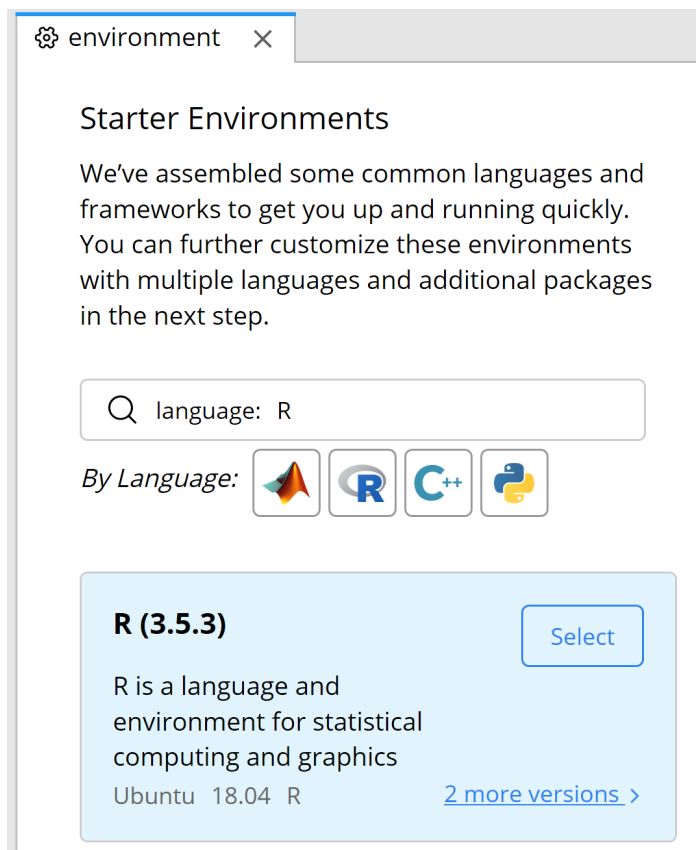 environment
Starter Environments
We’ve assembled some common languages and
frameworks to get you up and running quickly.
You can further customize these environments
with multiple languages and additional packages
in the next step.
language: R
By Language:
R
C++
R (3.5.3)
Select
R is a language and
environment for statistical
computing and graphics
Ubuntu 18.04 R
2 more versions >